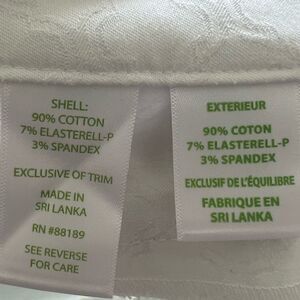 SHELL:
90% COTTON
7% ELASTERELL-P
3% SPANDEX
EXCLUSIVE OF TRIM
MADE IN
SRI LANKA
RN #88189
SEE REVERSE
FOR CARE
EXTERIEUR
90% COTON
7% ELASTERELL-P
3% SPANDEX
EXCLUSIF DE L'ÉQUILIBRE
FABRIQUE EN
SRI LANKA